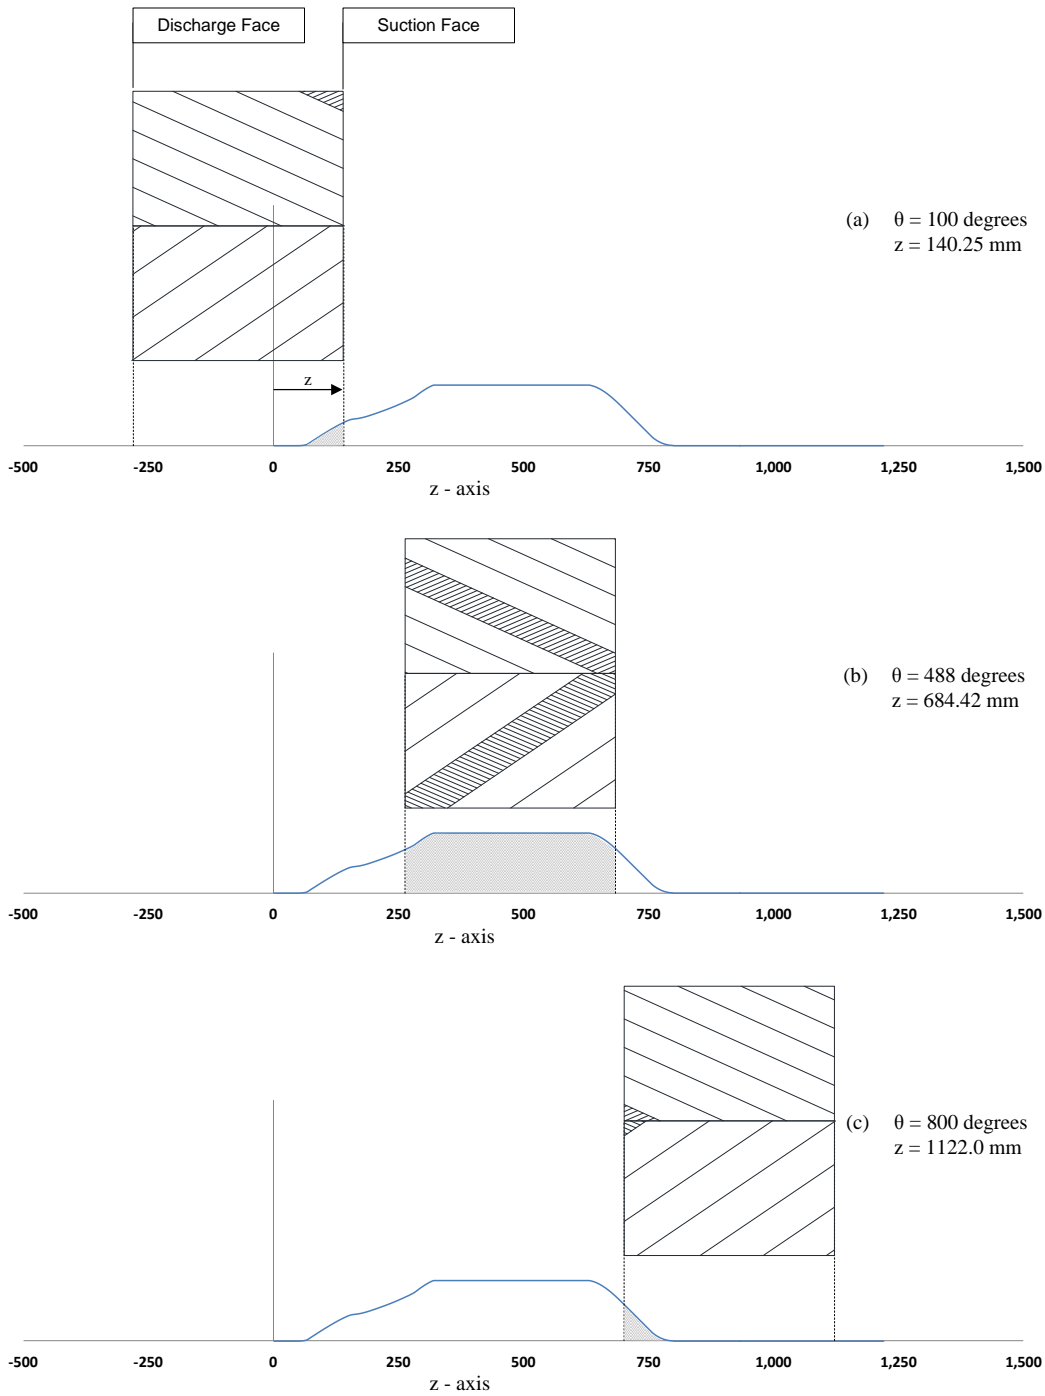 Discharge Face
Suction Face
(a) θ = 100 degrees
z = 140.25 mm
z
-500 -250 0 250 500 750 1,000 1,250 1,500
z - axis
(b) θ = 488 degrees
z = 684.42 mm
-500 -250 0 250 500 750 1,000 1,250 1,500
z - axis
(c) θ = 800 degrees
z = 1122.0 mm
-500 -250 0 250 500 750 1,000 1,250 1,500
z - axis